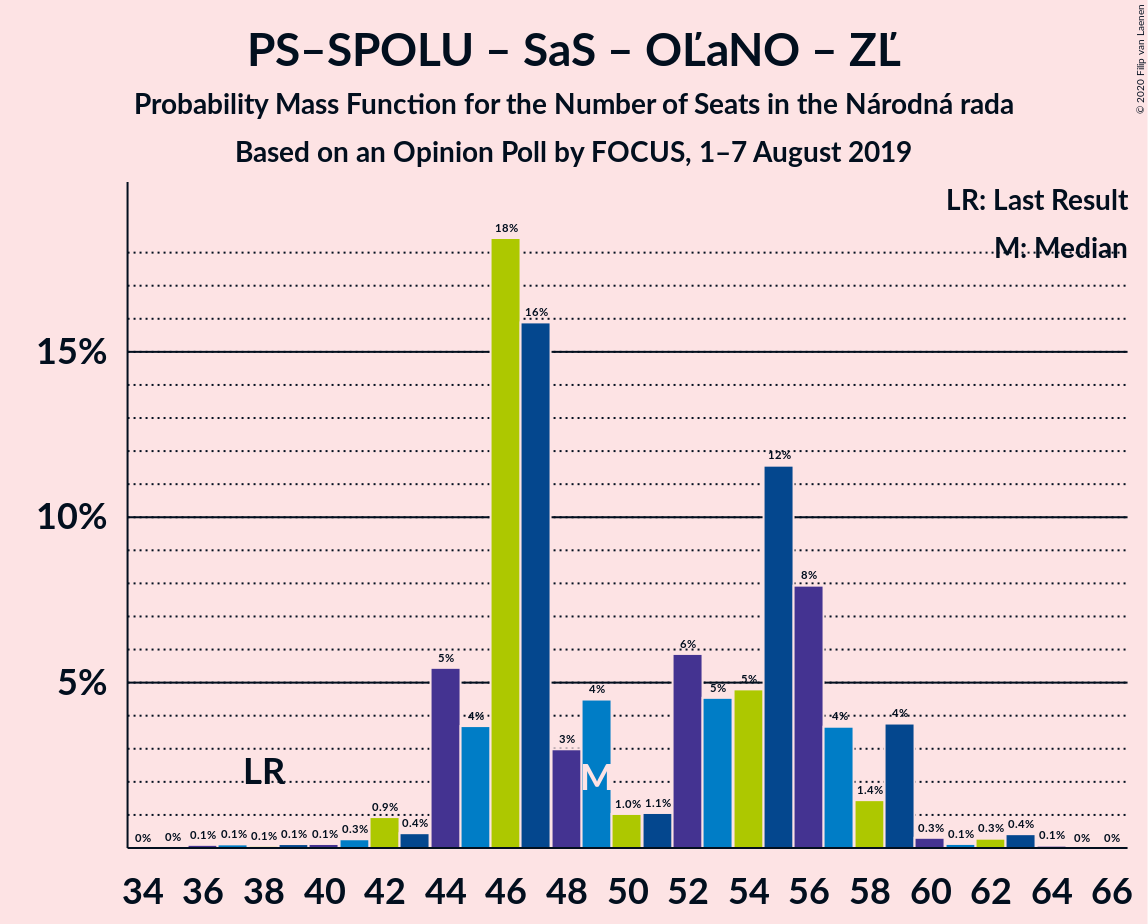 PS–SPOLU – SaS – OĽaNO – ZĽ
Probability Mass Function for the Number of Seats in the Národná rada
Based on an Opinion Poll by FOCUS, 1–7 August 2019
© 2020 Filip van Laenen
LR: Last Result
M: Median
15%
10%
5%
0% 0% 0.1% 0.1% 0.1% 0.1% 0.1% 0.3% 0.9% 0.4% 5% 4% 18% 16% 3% 4% 1.0% 1.1% 6% 5% 5% 12% 8% 4% 1.4% 4% 0.3% 0.1% 0.3% 0.4% 0.1% 0% 0%
LR
M
34 36 38 40 42 44 46 48 50 52 54 56 58 60 62 64 66